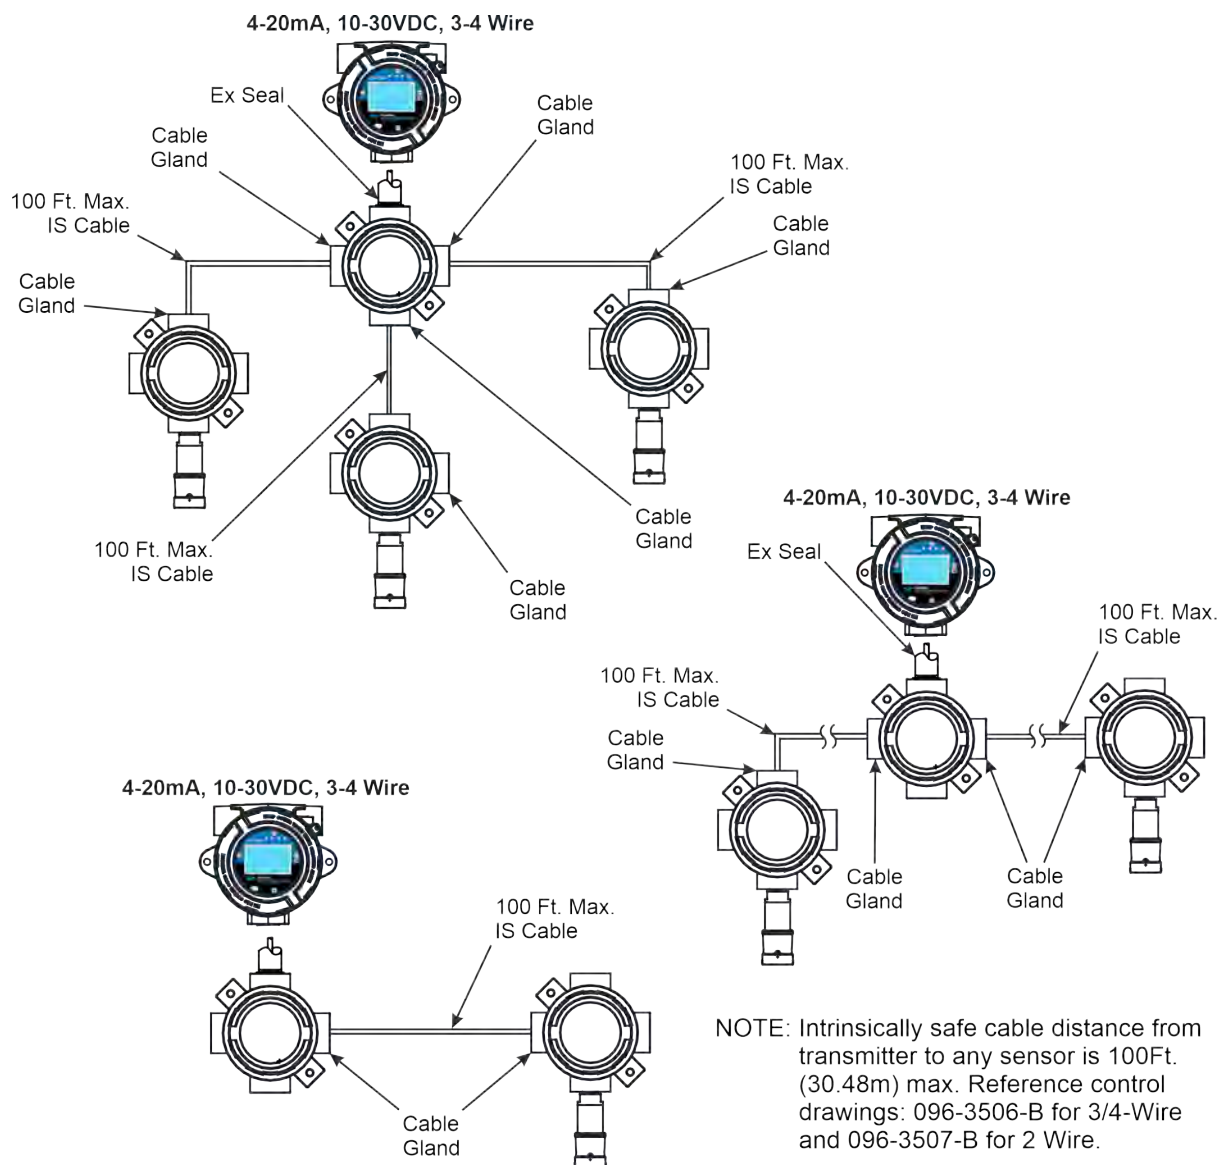 4-20mA, 10-30VDC, 3-4 Wire
Ex Seal
Cable
Gland
Cable
Gland
100 Ft. Max.
IS Cable
100 Ft. Max.
IS Cable
Cable
Gland
Cable
Gland
100 Ft. Max.
IS Cable
Cable
Gland
Cable
Gland
4-20mA, 10-30VDC, 3-4 Wire
Ex Seal
100 Ft. Max.
IS Cable
100 Ft. Max.
IS Cable
Cable
Gland
Cable
Gland
Cable
Gland
4-20mA, 10-30VDC, 3-4 Wire
100 Ft. Max.
IS Cable
Cable
Gland
NOTE: Intrinsically safe cable distance from
transmitter to any sensor is 100Ft.
(30.48m) max. Reference control
drawings: 096-3506-B for 3/4-Wire
and 096-3507-B for 2 Wire.